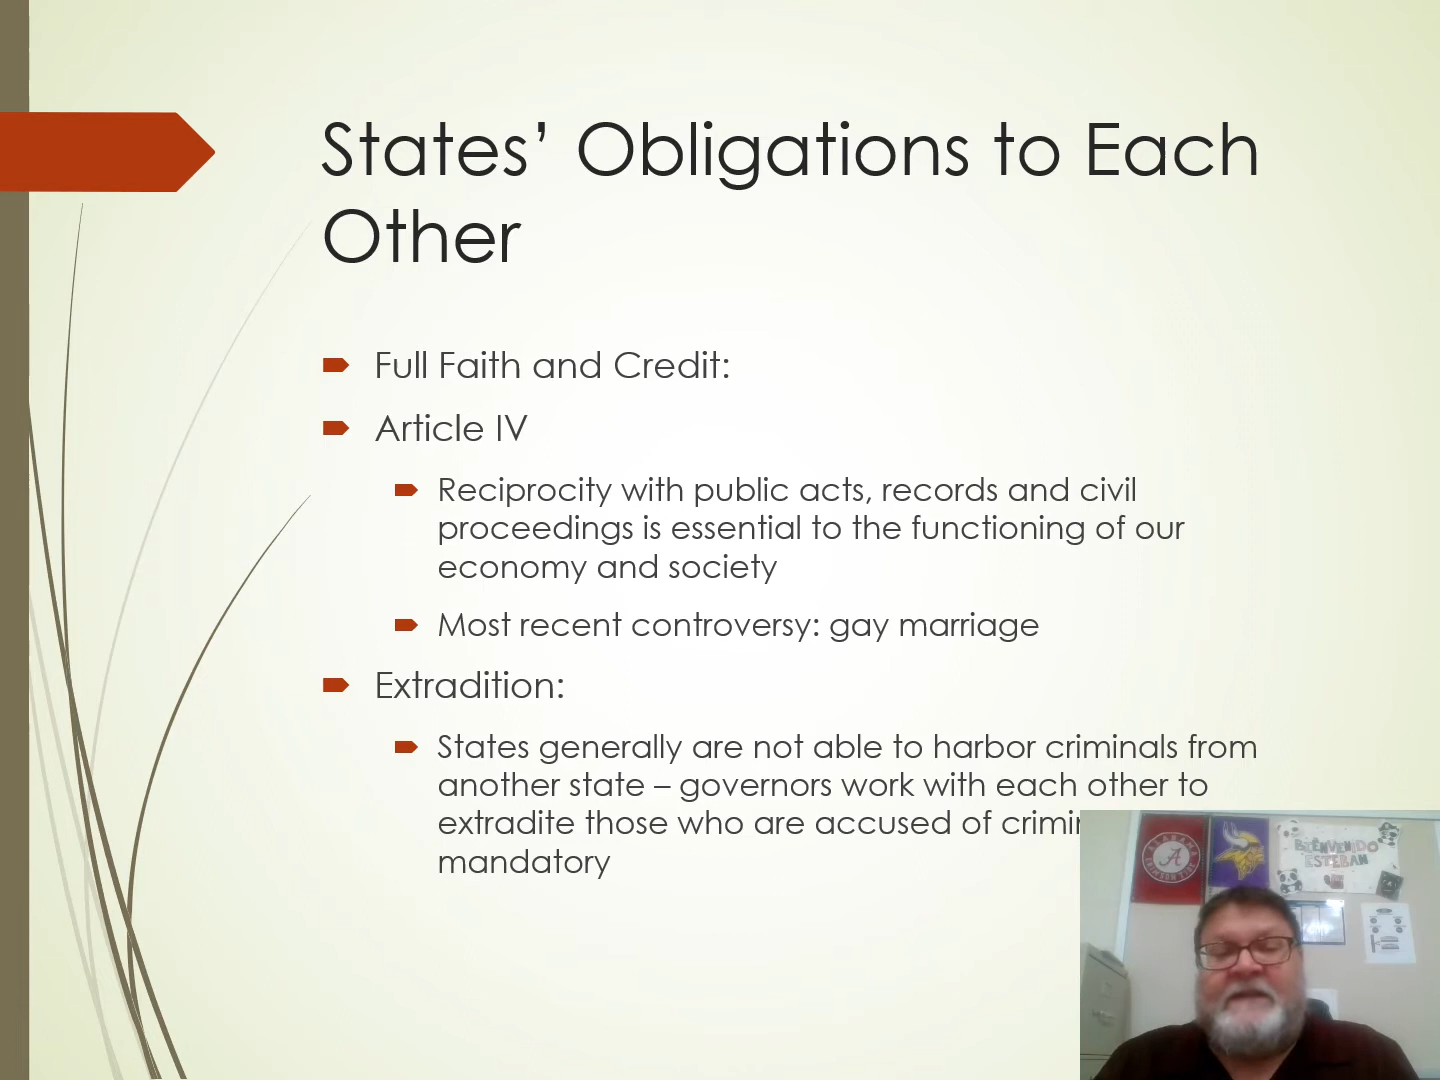 States’ Obligations to Each
Other
Full Faith and Credit:
Article IV
Reciprocity with public acts, records and civil
proceedings is essential to the functioning of our
economy and society
Most recent controversy: gay marriage
Extradition:
States generally are not able to harbor criminals from
another state – governors work with each other to
extradite those who are accused of
mandatory
ALABAMA
A
CRIMSON TIDE
BIENVENIDO
ESTEBAN